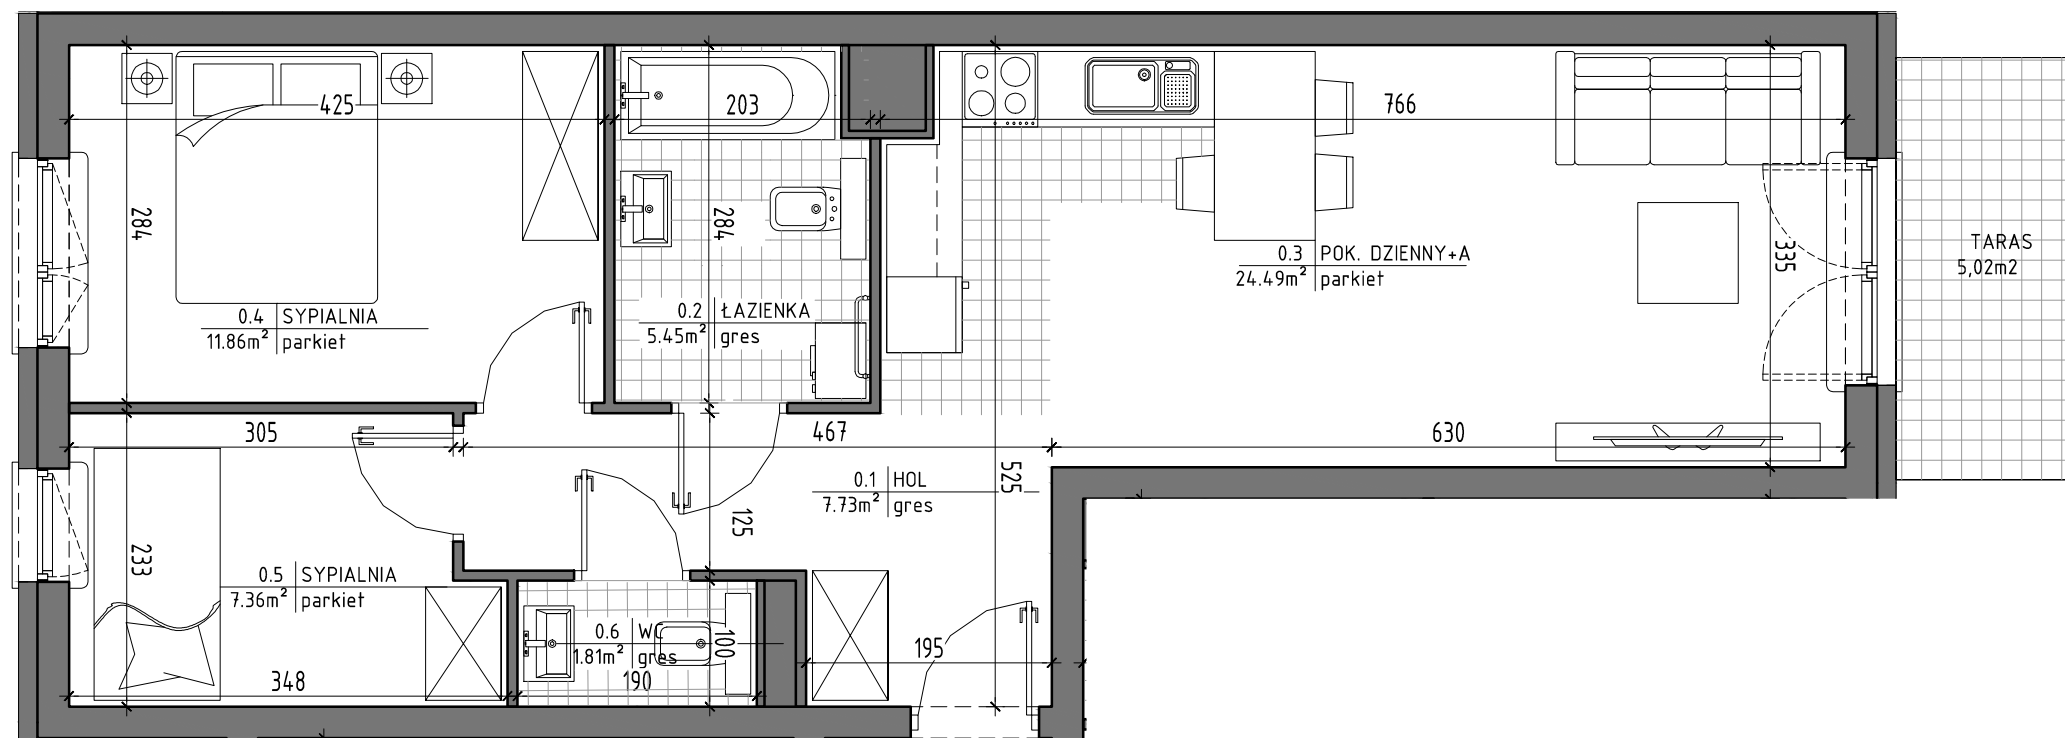 425
203
766
284
284
335
0.4 SYPIALNIA
11.86m² parkiet
0.2 ŁAZIENKA
5.45m² gres
0.3 POK. DZIENNY+A
24.49m² parkiet
TARAS
5,02m2
305
467
630
0.1 HOL
7.73m² gres
525
125
233
0.5 SYPIALNIA
7.36m² parkiet
0.6 WC
1.81m² gres
100
195
348
190